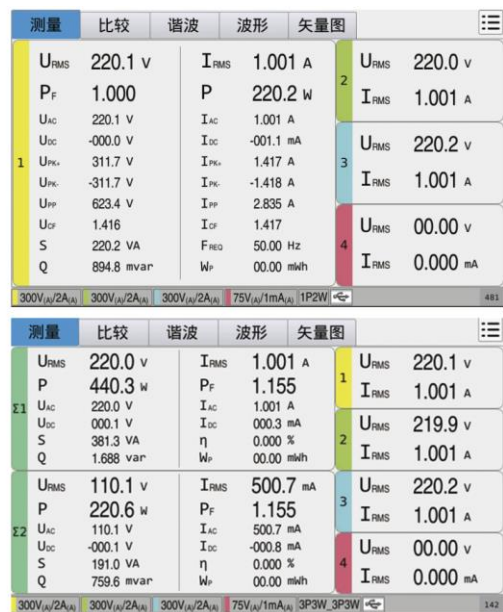 测量 比较 谐波 波形 矢量图
1
URMS 220.1 V IRMS 1.001 A
PF 1.000 P 220.2 W
UAC 220.1 V IAC 1.001 A
UDC -000.0 V IDC -001.1 mA
UPK+ 311.7 V IPK+ 1.417 A
UPK- -311.7 V IPK- -1.418 A
UPP 623.4 V IPP 2.835 A
UCF 1.416 ICF 1.417
S 220.2 VA FREQ 50.00 Hz
Q 894.8 mvar WP 00.00 mWh
2
URMS 220.0 V
IRMS 1.001 A
3
URMS 220.2 V
IRMS 1.001 A
4
URMS 00.00 V
IRMS 0.000 mA
300V(A)/2A(A) 300V(A)/2A(A) 300V(A)/2A(A) 75V(A)/1mA(A) 1P2W 481
测量 比较 谐波 波形 矢量图
Σ1
URMS 220.0 V IRMS 1.001 A
P 440.3 W PF 1.155
UAC 220.0 V IAC 1.001 A
UDC 000.1 V IDC 000.3 mA
S 381.3 VA η 0.000 %
Q 1.688 var WP 00.00 mWh
Σ2
URMS 110.1 V IRMS 500.7 mA
P 220.6 W PF 1.155
UAC 110.1 V IAC 500.7 mA
UDC -000.1 V IDC -000.8 mA
S 191.0 VA η 0.000 %
Q 759.6 mvar WP 00.00 mWh
1
URMS 220.1 V
IRMS 1.001 A
2
URMS 219.9 V
IRMS 1.001 A
3
URMS 220.2 V
IRMS 1.001 A
4
URMS 00.00 V
IRMS 0.000 mA
300V(A)/2A(A) 300V(A)/2A(A) 300V(A)/2A(A) 75V(A)/1mA(A) 3P3W_3P3W 142